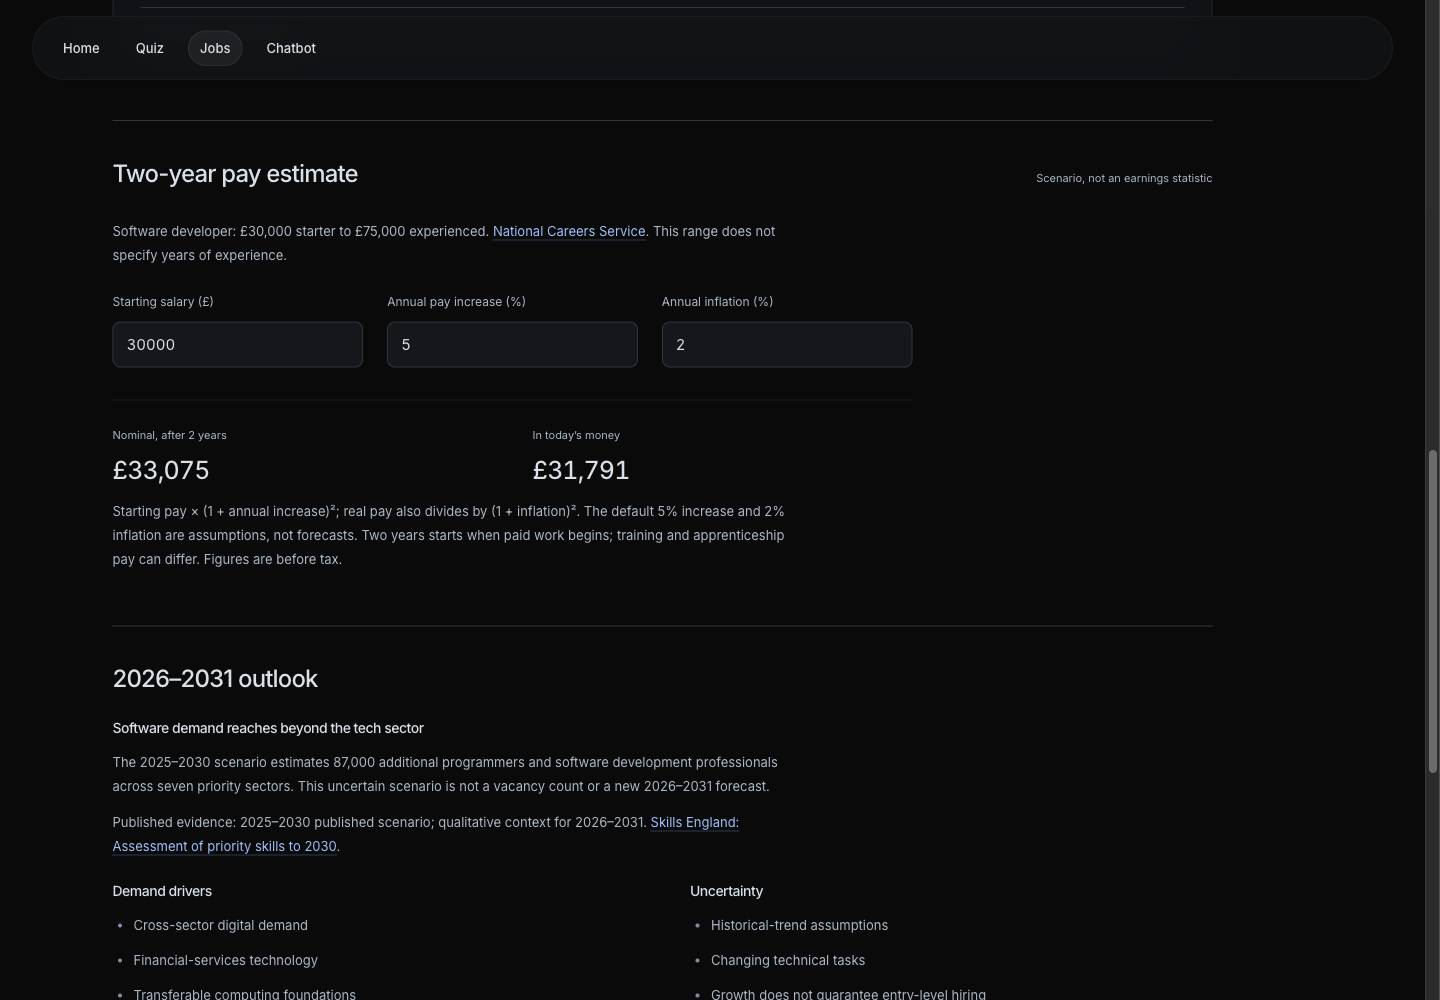 Home Quiz Jobs Chatbot
Two-year pay estimate
Scenario, not an earnings statistic
Software developer: £30,000 starter to £75,000 experienced. National Careers Service. This range does not
specify years of experience.
Starting salary (£) Annual pay increase (%) Annual inflation (%)
30000 5 2
Nominal, after 2 years In today's money
£33,075 £31,791
Starting pay × (1 + annual increase)²; real pay also divides by (1 + inflation)². The default 5% increase and 2%
inflation are assumptions, not forecasts. Two years starts when paid work begins; training and apprenticeship
pay can differ. Figures are before tax.
2026–2031 outlook
Software demand reaches beyond the tech sector
The 2025–2030 scenario estimates 87,000 additional programmers and software development professionals
across seven priority sectors. This uncertain scenario is not a vacancy count or a new 2026–2031 forecast.
Published evidence: 2025–2030 published scenario; qualitative context for 2026–2031. Skills England:
Assessment of priority skills to 2030.
Demand drivers Uncertainty
• Cross-sector digital demand • Historical-trend assumptions
• Financial-services technology • Changing technical tasks
• Transferable computing foundations • Growth does not guarantee entry-level hiring